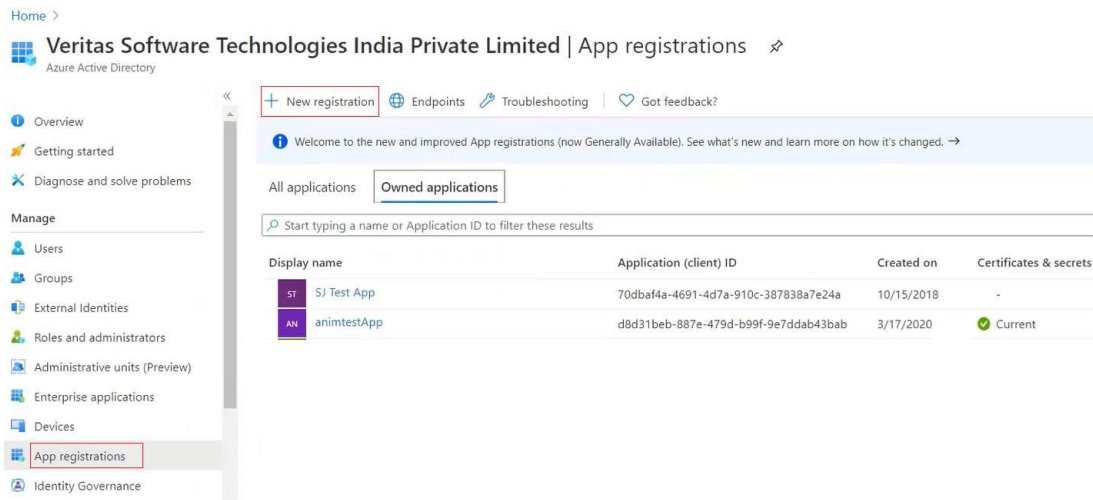 Home >
Veritas Software Technologies India Private Limited | App registrations
Azure Active Directory
«
Overview
Getting started
Diagnose and solve problems
Manage
Users
Groups
External Identities
Roles and administrators
Administrative units (Preview)
Enterprise applications
Devices
App registrations
Identity Governance
+ New registration Endpoints Troubleshooting Got feedback?
Welcome to the new and improved App registrations (now Generally Available). See what's new and learn more on how it's changed. →
All applications Owned applications
Start typing a name or Application ID to filter these results
Display name Application (client) ID Created on Certificates & secrets
ST SJ Test App 70dbaf4a-4691-4d7a-910c-387838a7e24a 10/15/2018 -
AN animtestApp d8d31beb-887e-479d-b99f-9e7ddab43bab 3/17/2020 Current